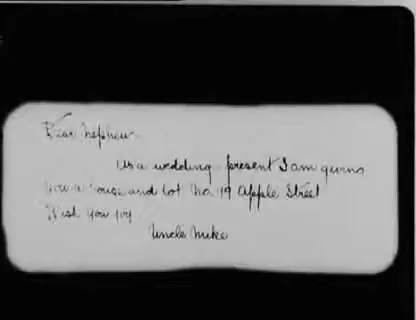 Dear Nephew
As a wedding present I am giving
you a house and lot No. 19 Apple Street
Wish you joy
Uncle Mike